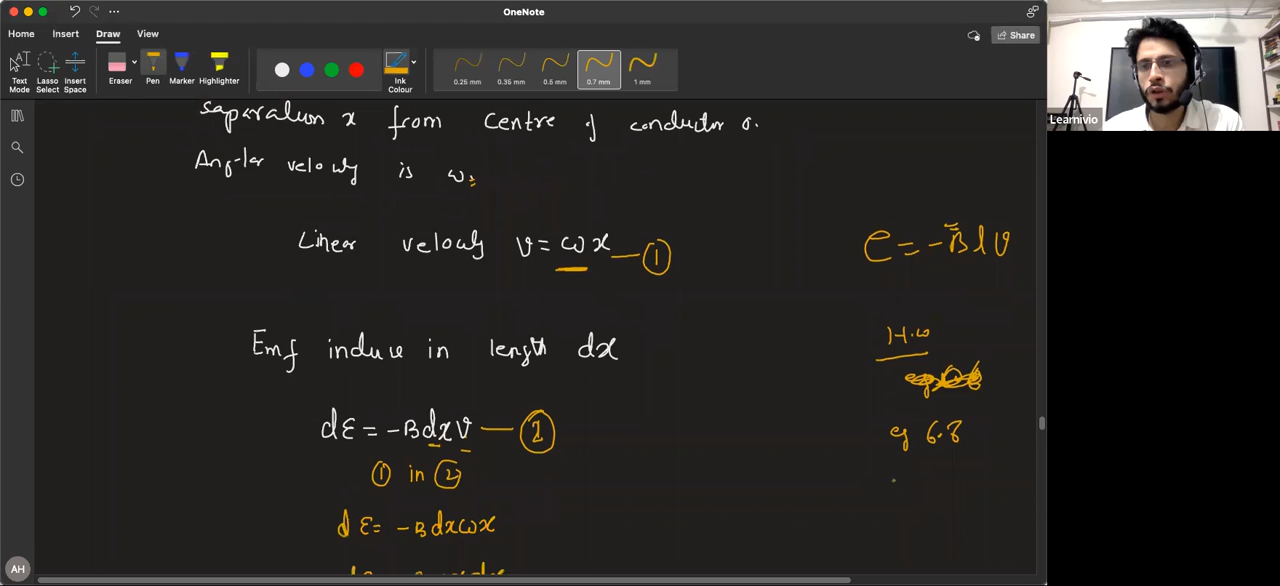 OneNote
Home Insert Draw View
Share
Text Mode
Lasso Select
Insert Space
Eraser
Pen
Marker
Highlighter
Ink Colour
0.25 mm
0.35 mm
0.5 mm
0.7 mm
1 mm
Learnivio
separation x from centre of conductor o.
Angular velocity is ω.
Linear velocity v = ωx — ①
e = -Blv
H.W
Emf induce in length dx
dε = -Bdxv — ②
eg 6.8
① in ②
dε = -Bdxωx
AH